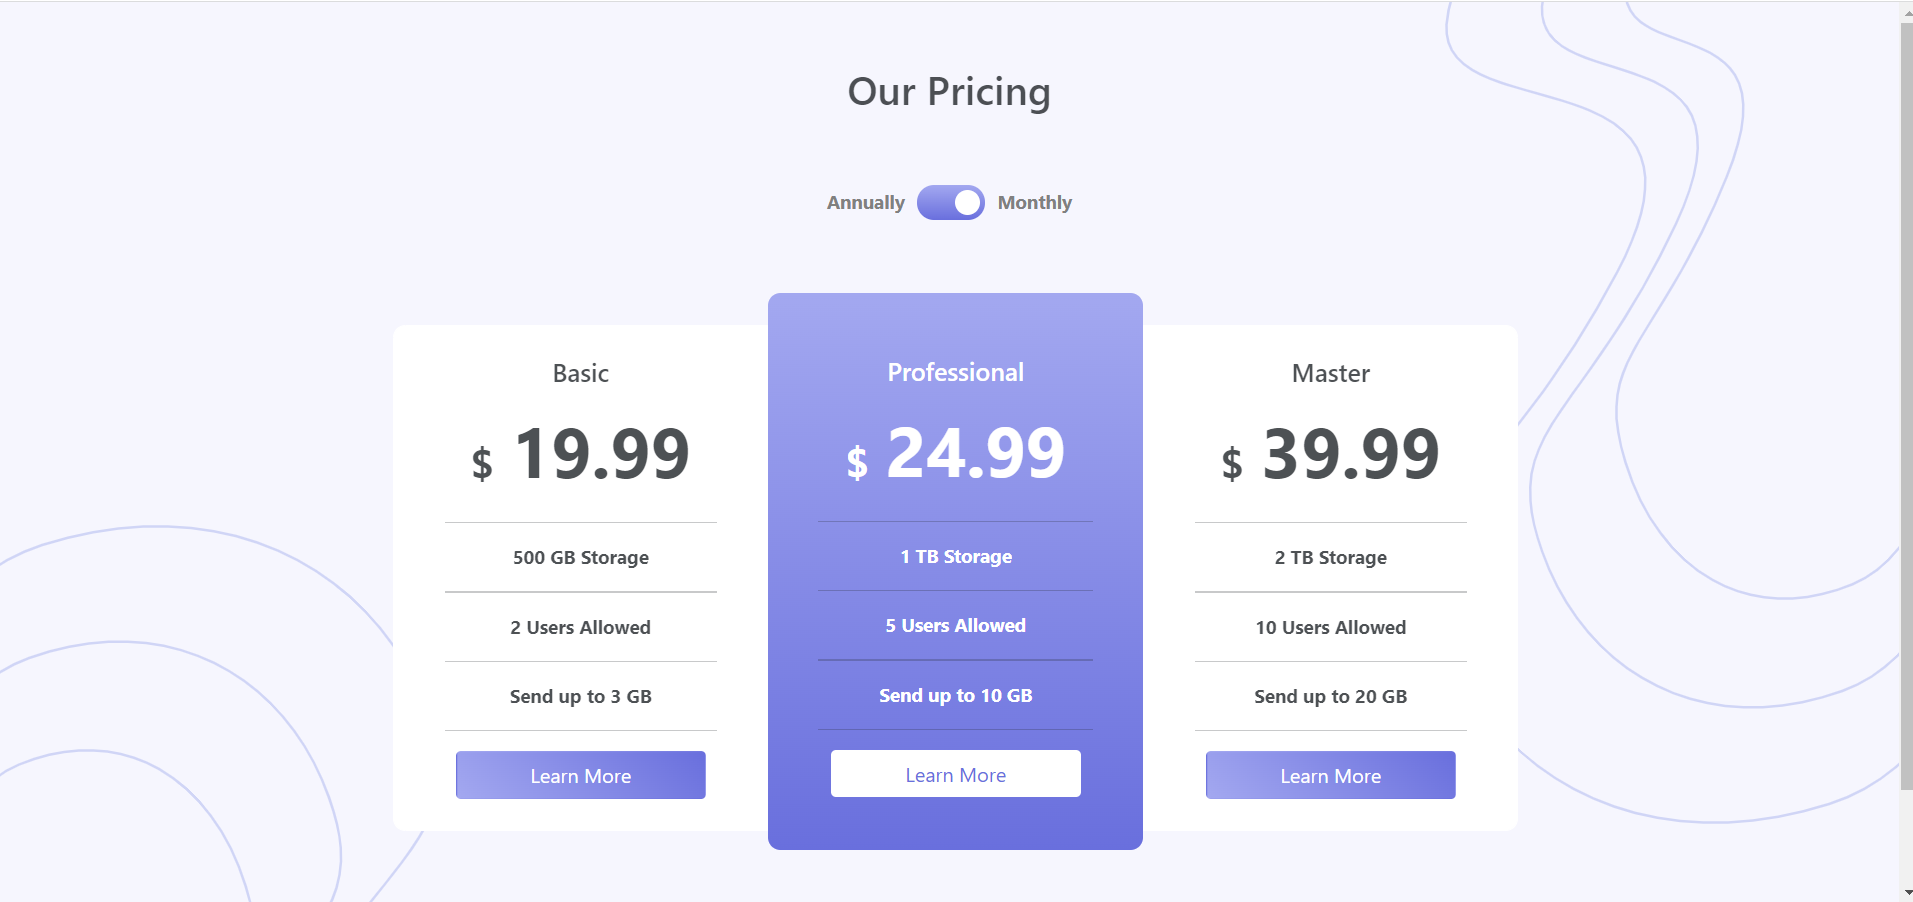 Our Pricing
Annually Monthly
Basic
$ 19.99
500 GB Storage
2 Users Allowed
Send up to 3 GB
Learn More
Professional
$ 24.99
1 TB Storage
5 Users Allowed
Send up to 10 GB
Learn More
Master
$ 39.99
2 TB Storage
10 Users Allowed
Send up to 20 GB
Learn More